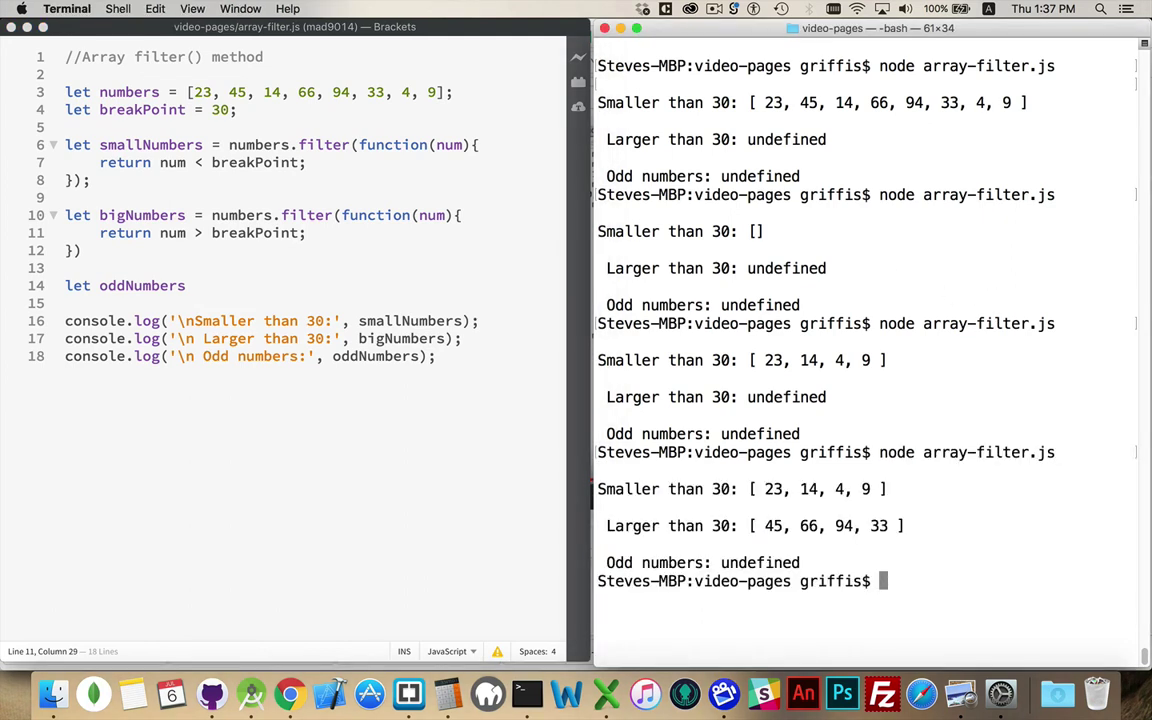 Terminal Shell Edit View Window Help 100% Thu 1:37 PM
video-pages/array-filter.js (mad9014) — Brackets
1 //Array filter() method
2
3 let numbers = [23, 45, 14, 66, 94, 33, 4, 9];
4 let breakPoint = 30;
5
6 let smallNumbers = numbers.filter(function(num){
7 return num < breakPoint;
8 });
9
10 let bigNumbers = numbers.filter(function(num){
11 return num > breakPoint;
12 })
13
14 let oddNumbers
15
16 console.log('\nSmaller than 30:', smallNumbers);
17 console.log('\n Larger than 30:', bigNumbers);
18 console.log('\n Odd numbers:', oddNumbers);
Line 11, Column 29 — 18 Lines INS JavaScript Spaces: 4
video-pages — -bash — 61×34
Steves-MBP:video-pages griffis$ node array-filter.js
Smaller than 30: [ 23, 45, 14, 66, 94, 33, 4, 9 ]
Larger than 30: undefined
Odd numbers: undefined
Steves-MBP:video-pages griffis$ node array-filter.js
Smaller than 30: []
Larger than 30: undefined
Odd numbers: undefined
Steves-MBP:video-pages griffis$ node array-filter.js
Smaller than 30: [ 23, 14, 4, 9 ]
Larger than 30: undefined
Odd numbers: undefined
Steves-MBP:video-pages griffis$ node array-filter.js
Smaller than 30: [ 23, 14, 4, 9 ]
Larger than 30: [ 45, 66, 94, 33 ]
Odd numbers: undefined
Steves-MBP:video-pages griffis$
6
An
Ps
Fz